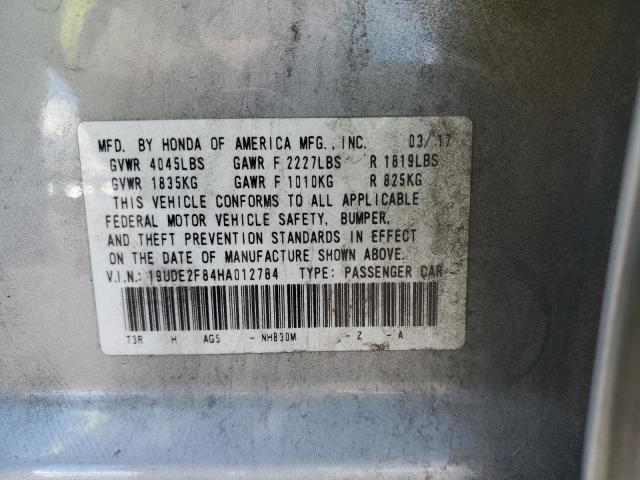 MFD. BY HONDA OF AMERICA MFG., INC. 03/17
GVWR 4045LBS GAWR F 2227LBS R 1819LBS
GVWR 1835KG GAWR F 1010KG R 825KG
THIS VEHICLE CONFORMS TO ALL APPLICABLE
FEDERAL MOTOR VEHICLE SAFETY, BUMPER,
AND THEFT PREVENTION STANDARDS IN EFFECT
ON THE DATE OF MANUFACTURE SHOWN ABOVE.
V.I.N.: 19UDE2F84HA012784 TYPE: PASSENGER CAR
T3R H AG5 - NH830M - Z - A